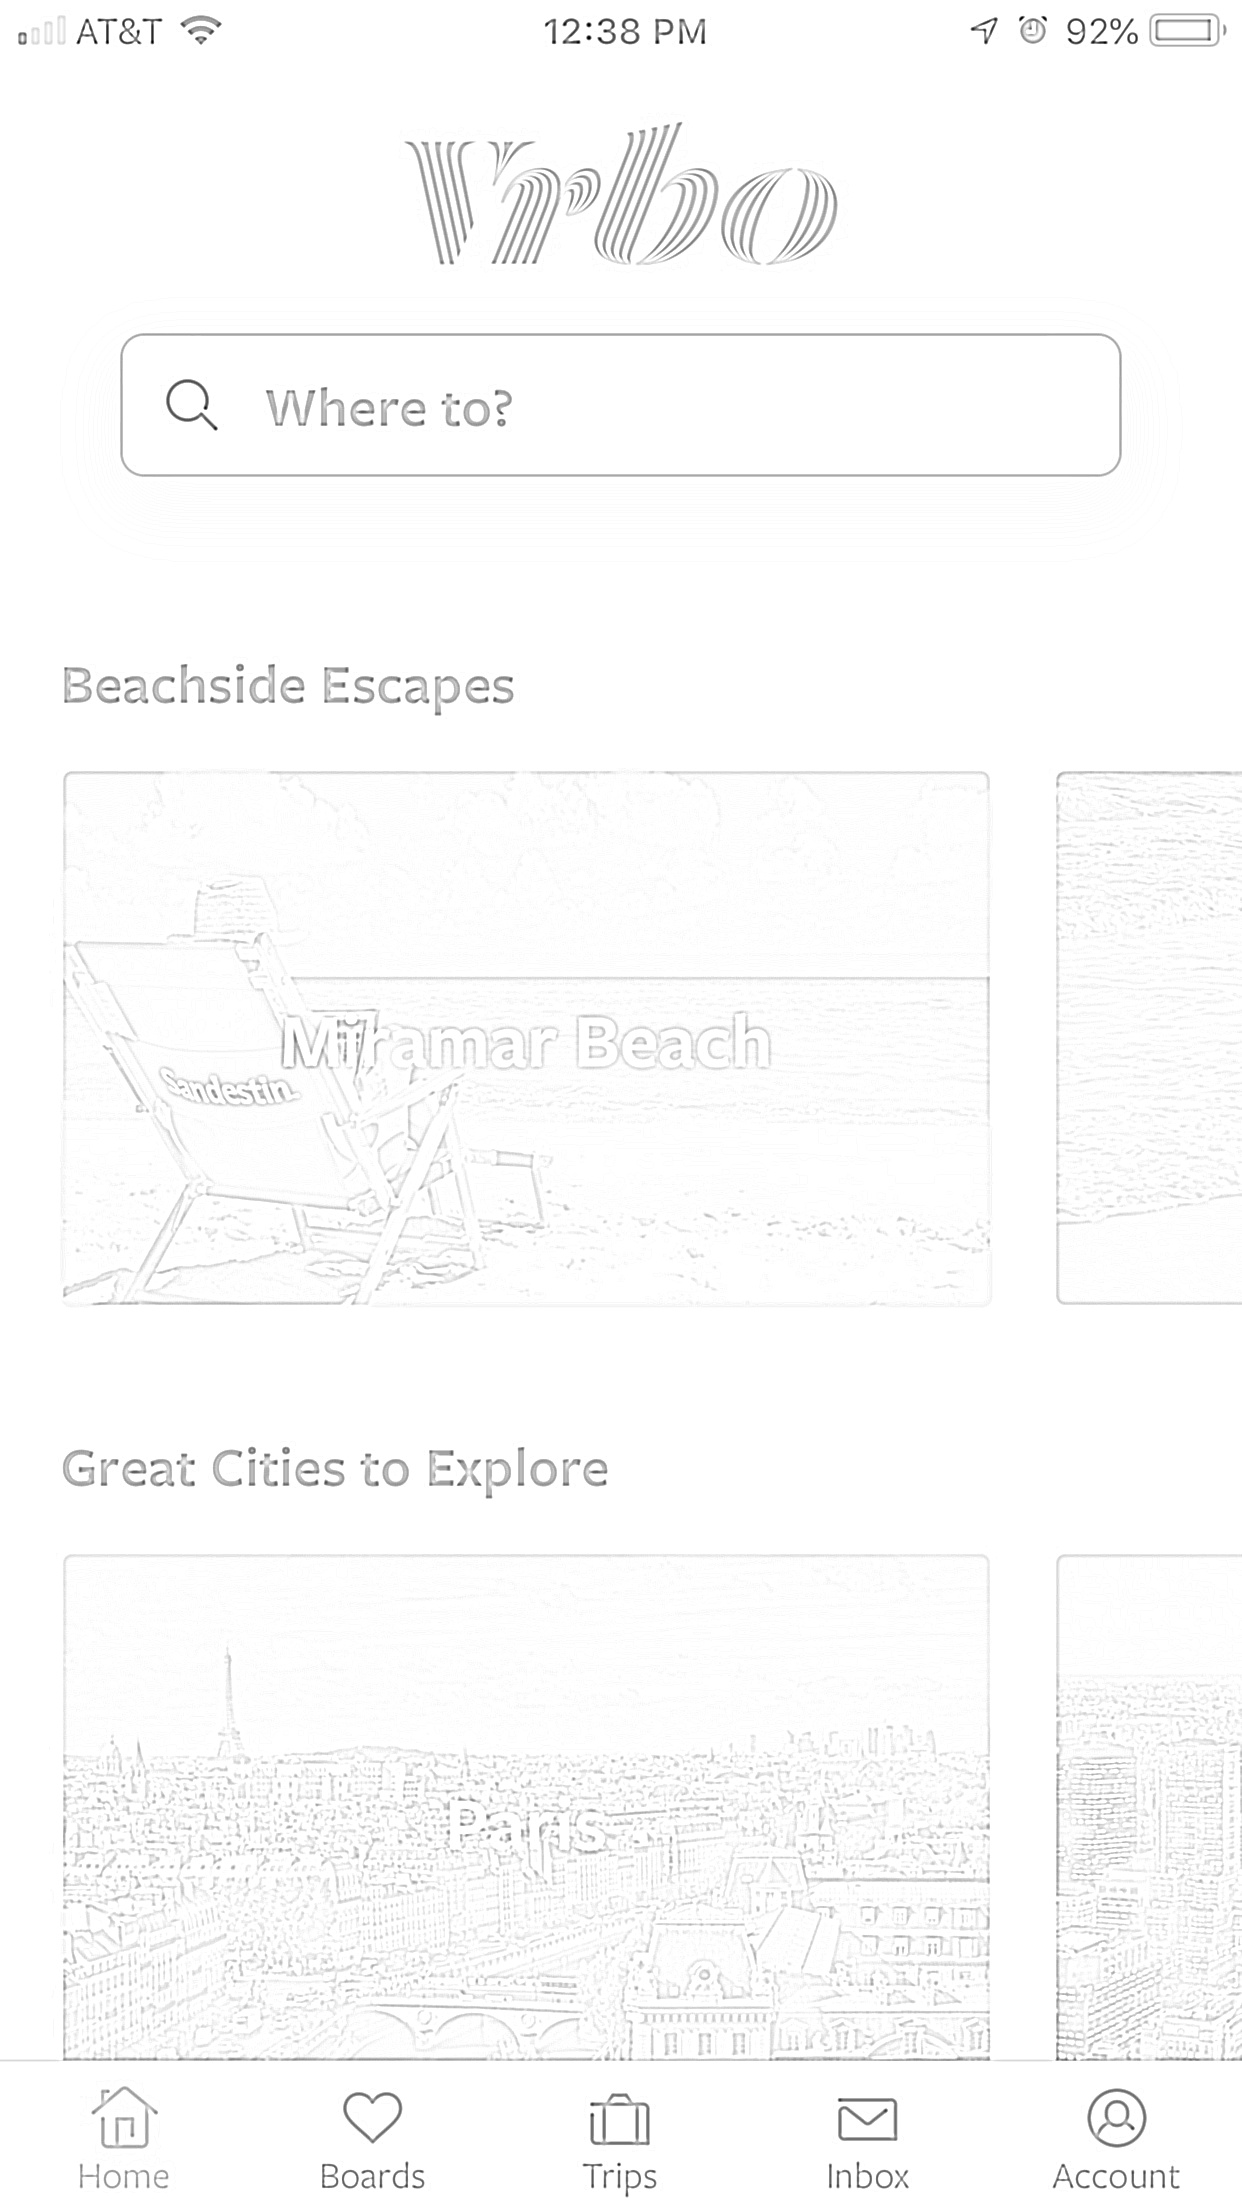 AT&T 12:38 PM 92%
Vrbo
Where to?
Beachside Escapes
Miramar Beach
Sandestin
Great Cities to Explore
Paris
Home Boards Trips Inbox Account